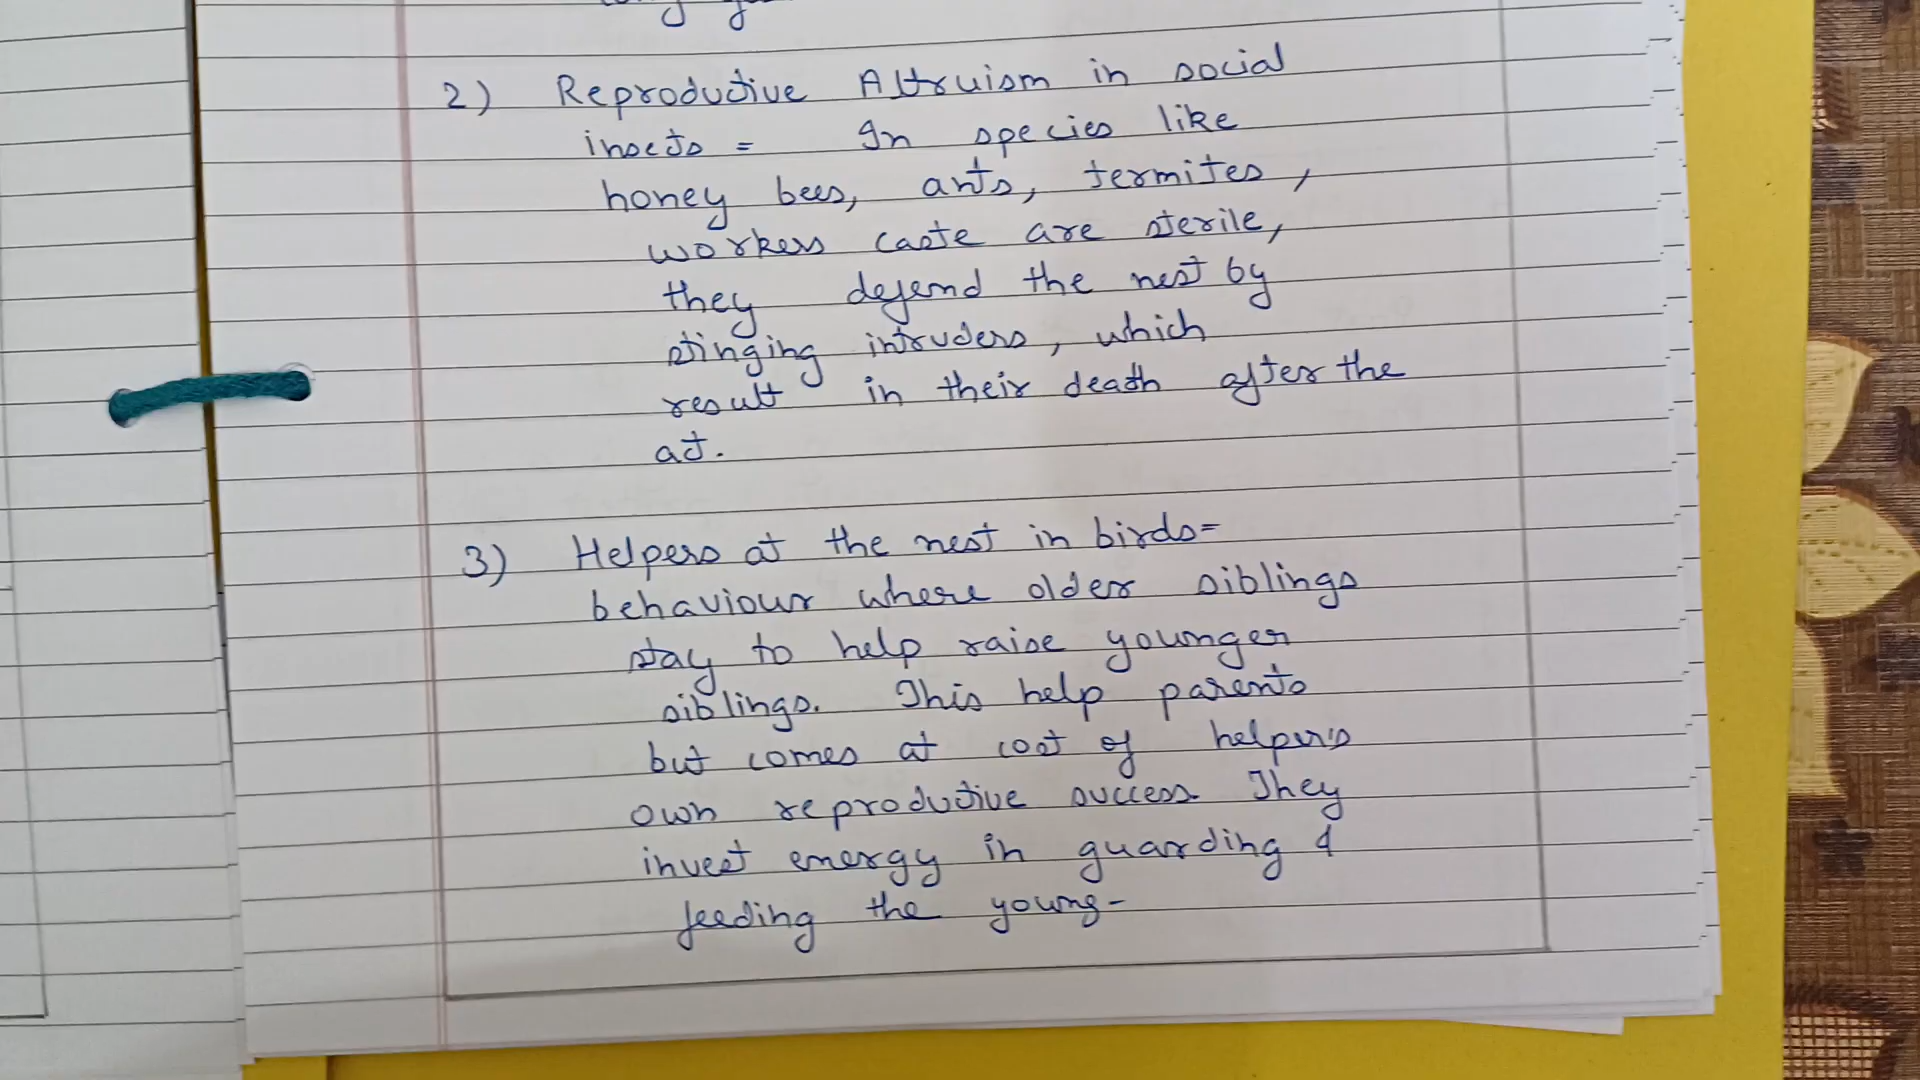 2) Reproductive Altruism in social
insects = In species like
honey bees, ants, termites,
workers caste are sterile,
they defend the nest by
stinging intruders, which
result in their death after the
act.
3) Helpers at the nest in birds=
behaviour where older siblings
stay to help raise younger
siblings. This help parents
but comes at cost of helper's
own reproductive success. They
invest energy in guarding &
feeding the young-